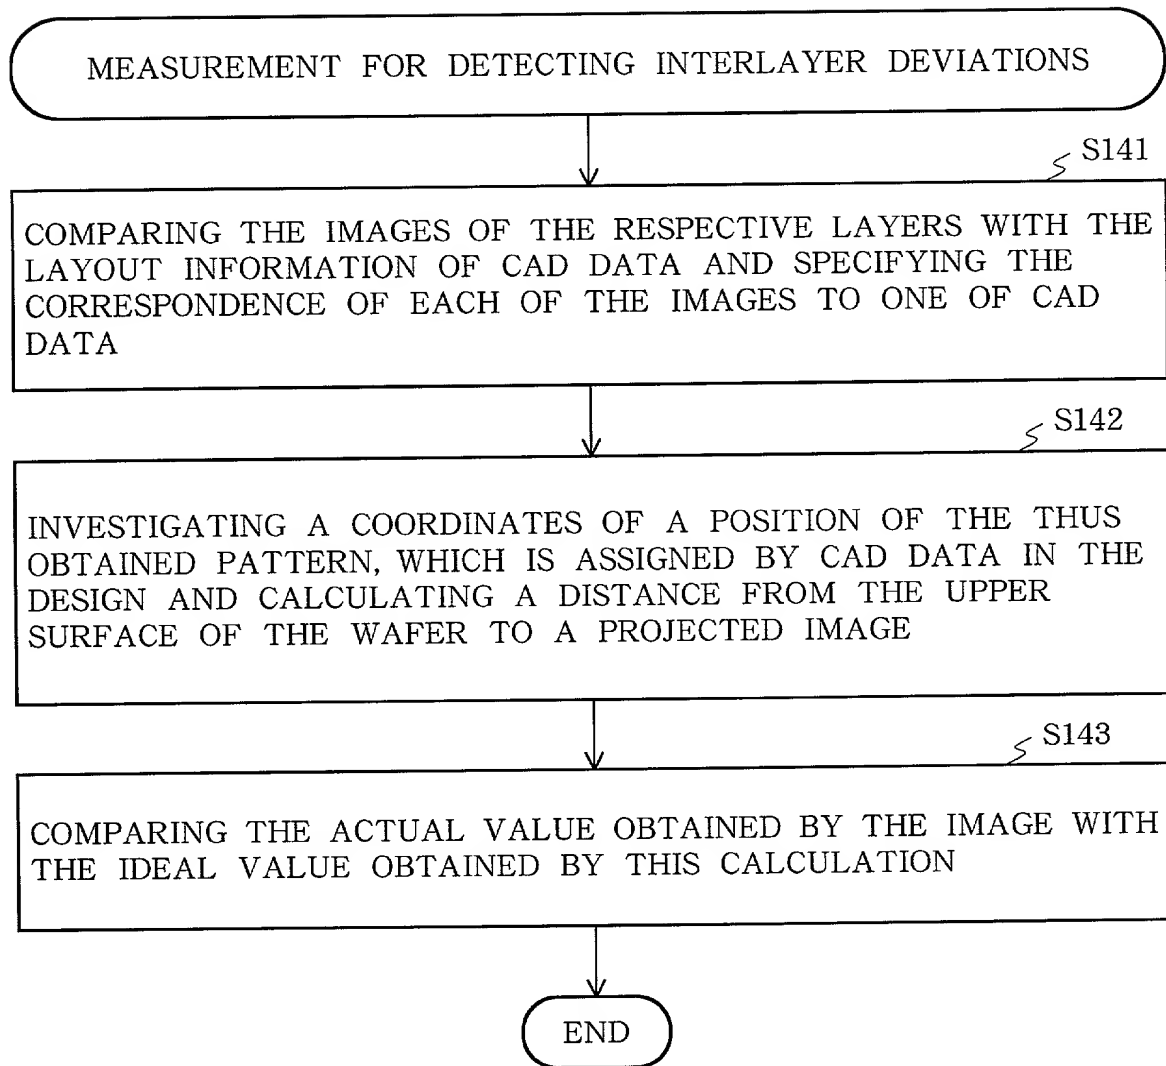 MEASUREMENT FOR DETECTING INTERLAYER DEVIATIONS
S141
COMPARING THE IMAGES OF THE RESPECTIVE LAYERS WITH THE
LAYOUT INFORMATION OF CAD DATA AND SPECIFYING THE
CORRESPONDENCE OF EACH OF THE IMAGES TO ONE OF CAD
DATA
S142
INVESTIGATING A COORDINATES OF A POSITION OF THE THUS
OBTAINED PATTERN, WHICH IS ASSIGNED BY CAD DATA IN THE
DESIGN AND CALCULATING A DISTANCE FROM THE UPPER
SURFACE OF THE WAFER TO A PROJECTED IMAGE
S143
COMPARING THE ACTUAL VALUE OBTAINED BY THE IMAGE WITH
THE IDEAL VALUE OBTAINED BY THIS CALCULATION
END